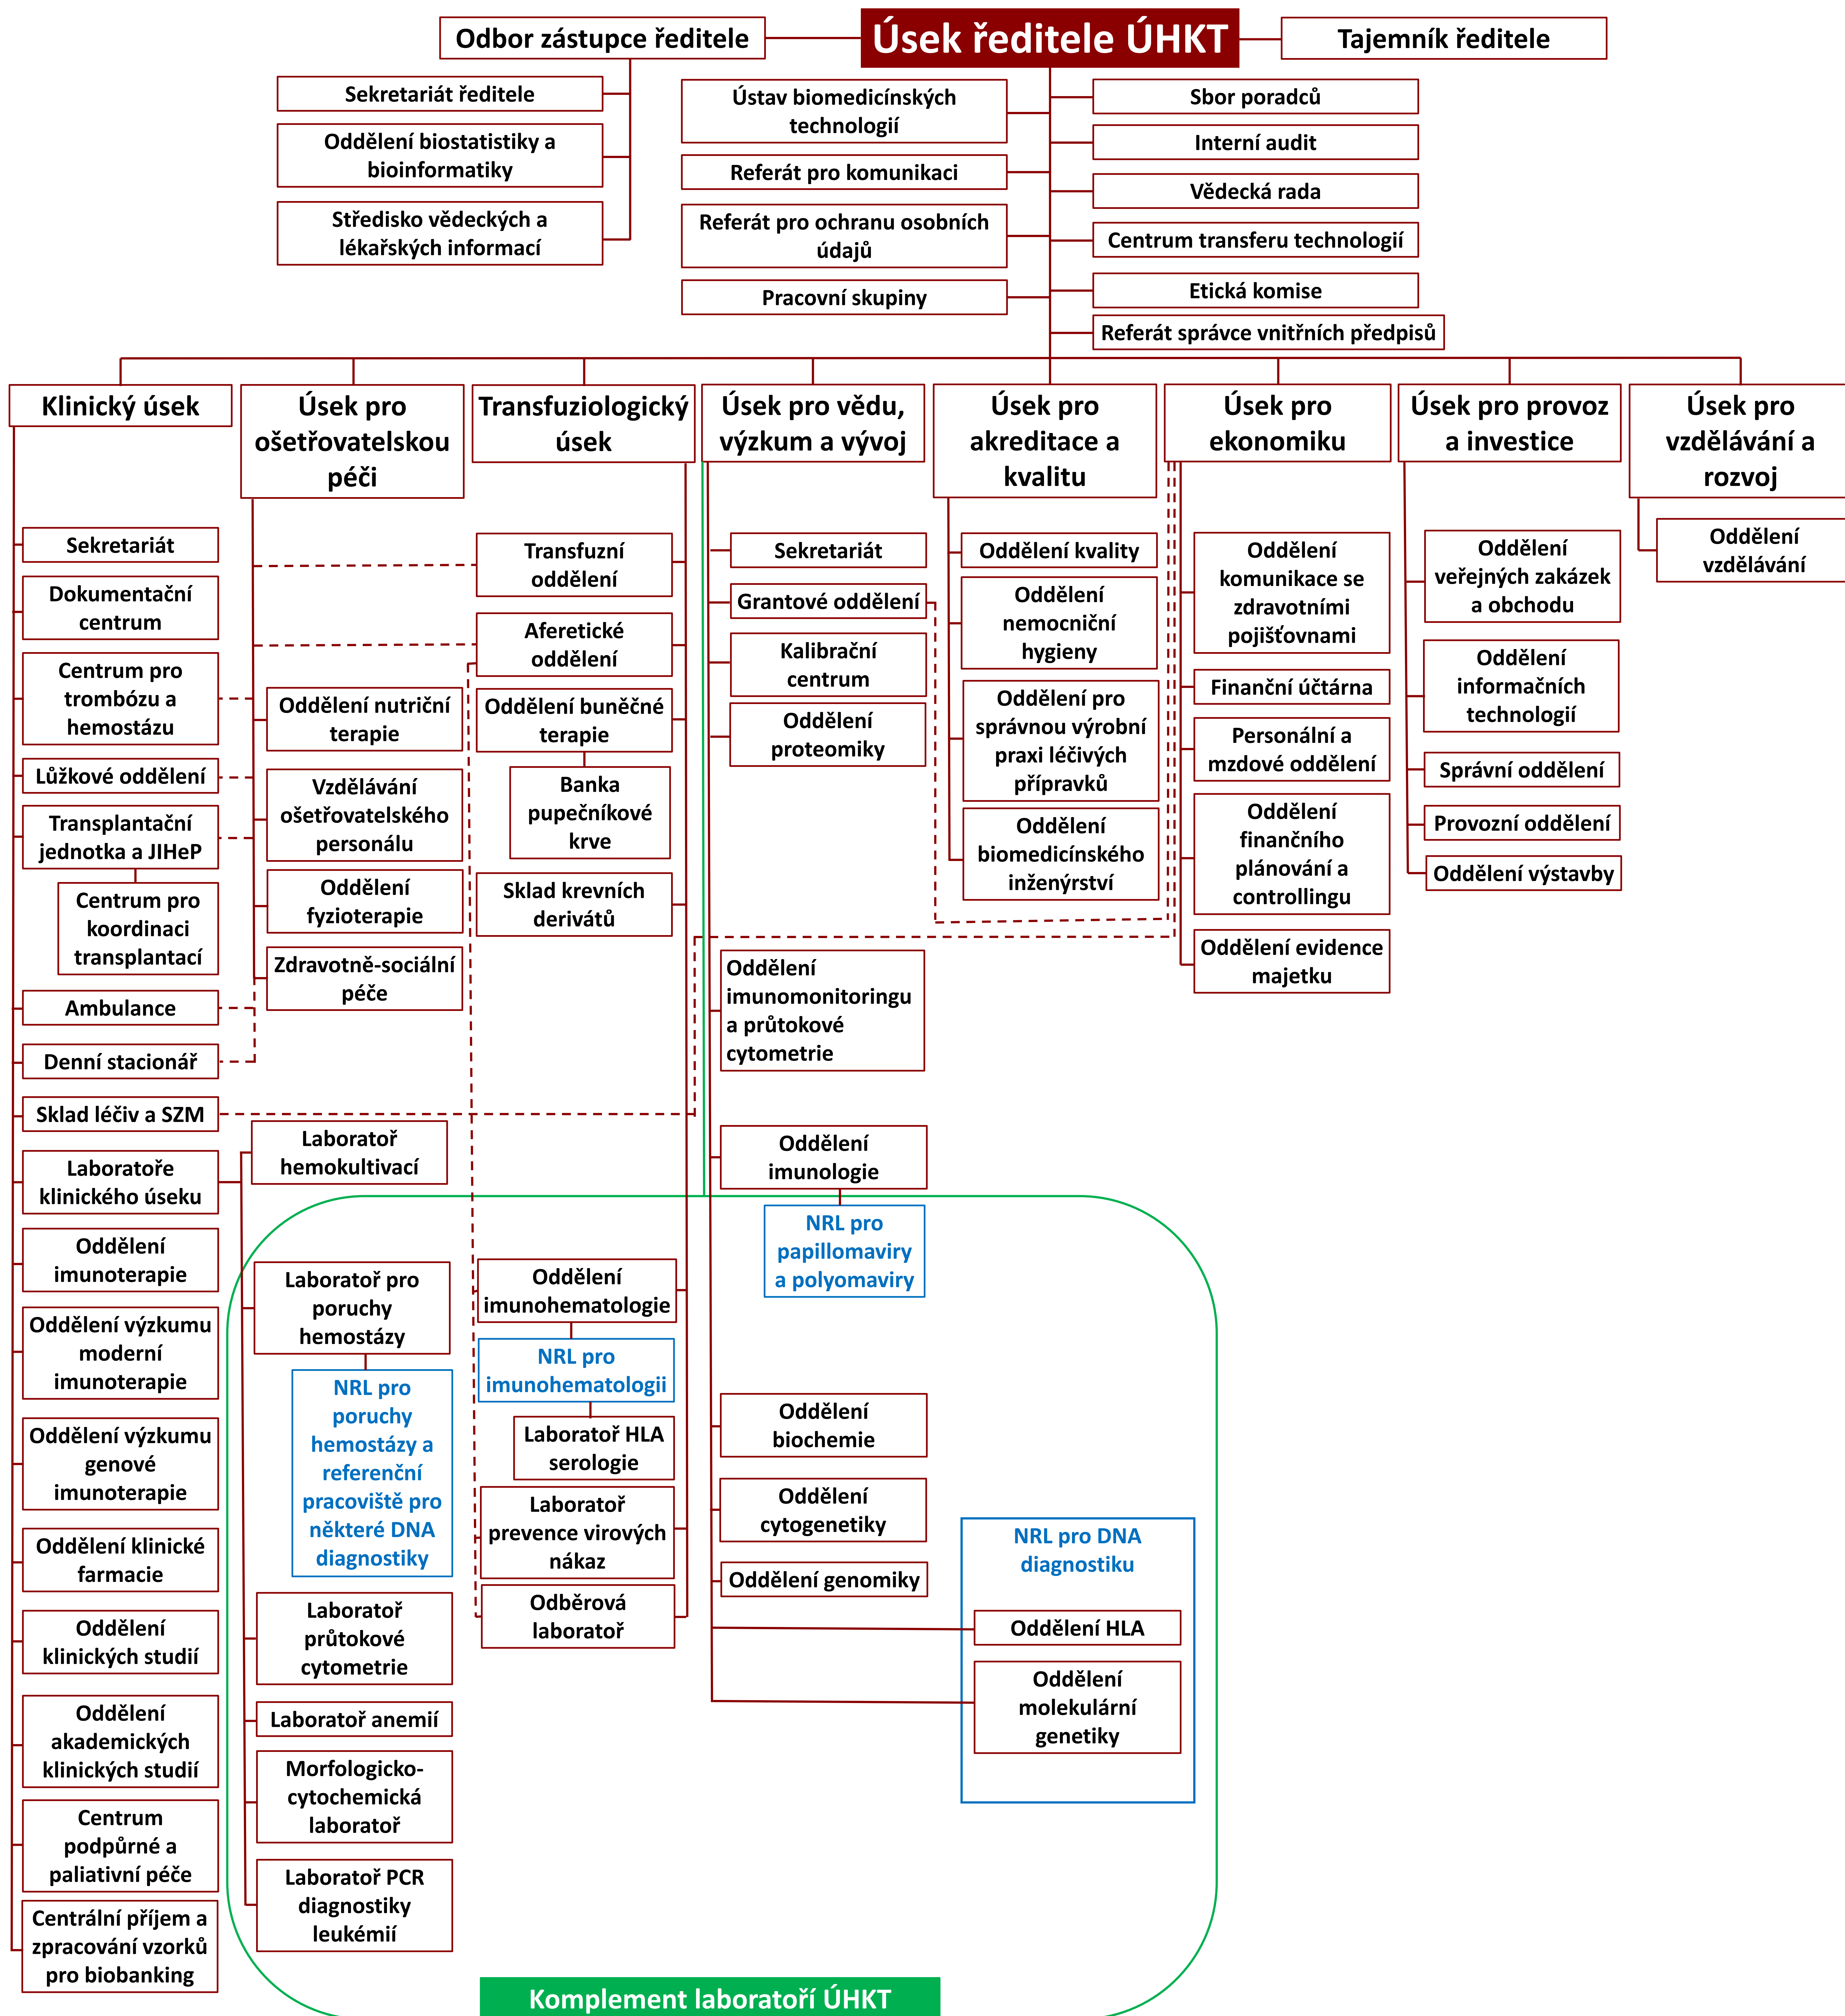 Odbor zástupce ředitele
Úsek ředitele ÚHKT
Tajemník ředitele
Sekretariát ředitele
Oddělení biostatistiky a
bioinformatiky
Středisko vědeckých a
lékařských informací
Ústav biomedicínských
technologií
Referát pro komunikaci
Referát pro ochranu osobních
údajů
Pracovní skupiny
Sbor poradců
Interní audit
Vědecká rada
Centrum transferu technologií
Etická komise
Referát správce vnitřních předpisů
Klinický úsek
Sekretariát
Dokumentační
centrum
Centrum pro
trombózu a
hemostázu
Lůžkové oddělení
Transplantační
jednotka a JIHeP
Centrum pro
koordinaci
transplantací
Ambulance
Denní stacionář
Sklad léčiv a SZM
Laboratoře
klinického úseku
Oddělení
imunoterapie
Oddělení výzkumu
moderní
imunoterapie
Oddělení výzkumu
genové
imunoterapie
Oddělení klinické
farmacie
Oddělení
klinických studií
Oddělení
akademických
klinických studií
Centrum
podpůrné a
paliativní péče
Centrální příjem a
zpracování vzorků
pro biobanking
Úsek pro
ošetřovatelskou
péči
Oddělení nutriční
terapie
Vzdělávání
ošetřovatelského
personálu
Oddělení
fyzioterapie
Zdravotně-sociální
péče
Laboratoř
hemokultivací
Laboratoř pro
poruchy
hemostázy
NRL pro
poruchy
hemostázy a
referenční
pracoviště pro
některé DNA
diagnostiky
Laboratoř
průtokové
cytometrie
Laboratoř anemií
Morfologicko-
cytochemická
laboratoř
Laboratoř PCR
diagnostiky
leukémií
Transfuziologický
úsek
Transfuzní
oddělení
Aferetické
oddělení
Oddělení buněčné
terapie
Banka
pupečníkové
krve
Sklad krevních
derivátů
Oddělení
imunohematologie
NRL pro
imunohematologii
Laboratoř HLA
serologie
Laboratoř
prevence virových
nákaz
Odběrová
laboratoř
Úsek pro vědu,
výzkum a vývoj
Sekretariát
Grantové oddělení
Kalibrační
centrum
Oddělení
proteomiky
Oddělení
imunomonitoringu
a průtokové
cytometrie
Oddělení
imunologie
NRL pro
papillomaviry
a polyomaviry
Oddělení
biochemie
Oddělení
cytogenetiky
Oddělení genomiky
NRL pro DNA
diagnostiku
Oddělení HLA
Oddělení
molekulární
genetiky
Úsek pro
akreditace a
kvalitu
Oddělení kvality
Oddělení
nemocniční
hygieny
Oddělení pro
správnou výrobní
praxi léčivých
přípravků
Oddělení
biomedicínského
inženýrství
Úsek pro
ekonomiku
Oddělení
komunikace se
zdravotními
pojišťovnami
Finanční účtárna
Personální a
mzdové oddělení
Oddělení
finančního
plánování a
controllingu
Oddělení evidence
majetku
Úsek pro provoz
a investice
Oddělení
veřejných zakázek
a obchodu
Oddělení
informačních
technologií
Správní oddělení
Provozní oddělení
Oddělení výstavby
Úsek pro
vzdělávání a
rozvoj
Oddělení
vzdělávání
Komplement laboratoří ÚHKT